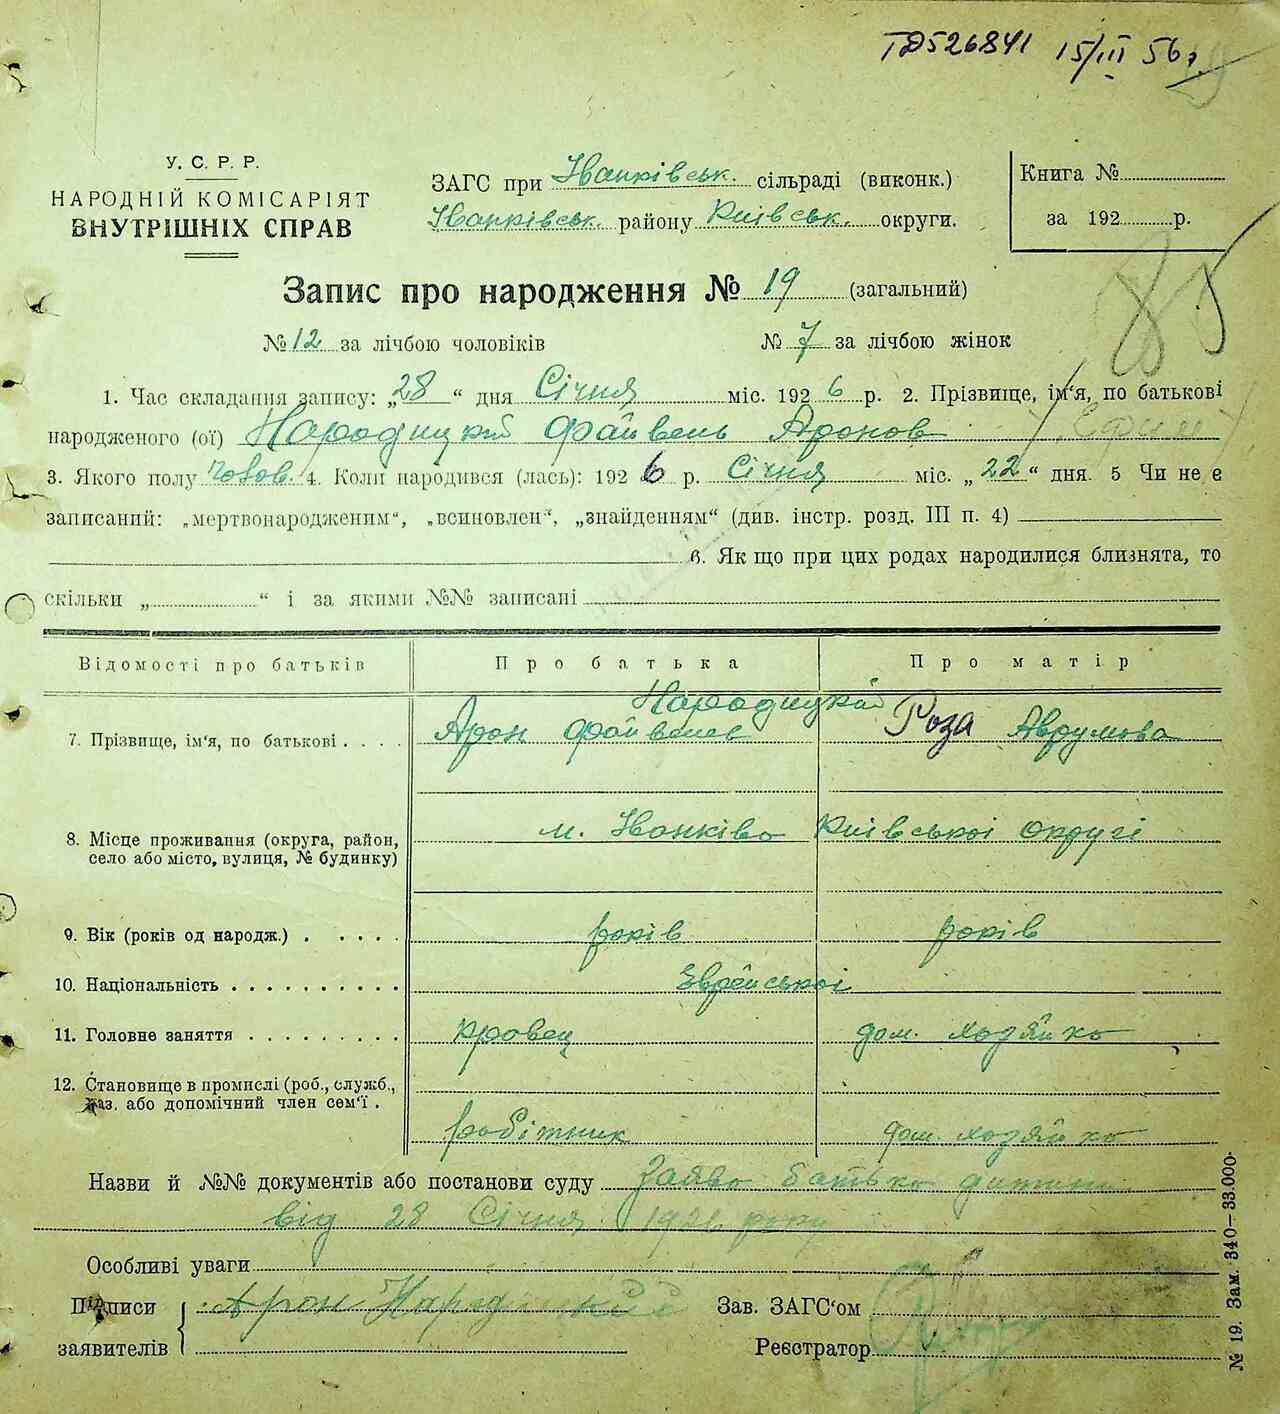 ТД526841 15/III 56 г.
У. С. Р. Р.
НАРОДНІЙ КОМІСАРІЯТ
ВНУТРІШНІХ СПРАВ
ЗАГС при Іванківськ. сільраді (виконк.)
Іванківськ. району Київськ. округи.
Книга №
за 192 р.
Запис про народження № 19 (загальний)
85
№ 12 за лічбою чоловіків № 7 за лічбою жінок
1. Час складання запису: „28“ дня Січня міс. 1926 р. 2. Прізвище, ім‘я, по батькові
народженого (ої) Народицкий Файвель Аронов /Ефим/
3. Якого полу чолов. 4. Коли народився (лась): 1926 р. Січня міс. „22“ дня. 5 Чи не є
записаний: „мертвонародженим“, „всиновлен“, „знайденням“ (див. інстр. розд. III п. 4)
6. Як що при цих родах народилися близнята, то
скільки „ “ і за якими №№ записані
Відомості про батьків Про батька Про матір
Народицкий
7. Прізвище, ім‘я, по батькові . . . . Арон Файвелев Роза Аврумова
8. Місце проживання (округа, район, м. Іванківо Київської округі
село або місто, вулиця, № будинку)
9. Вік (років од народж.) . . . . . років років
10. Національність . . . . . . . . . . Єврейської
11. Головне заняття . . . . . . . . . кровец дом. хозяйка
12. Становище в промислі (роб., служб.,
хаз. або допомічний член сем‘ї . робітник дом. хозяйка
Назви й №№ документів або постанови суду Заява батька дитини
від 28 Січня 1926 року
Особливі уваги
Підписи Арон Народицкий Зав. ЗАГС‘ом
заявителів Реєстратор
№ 19. Зам. 340–33.000.